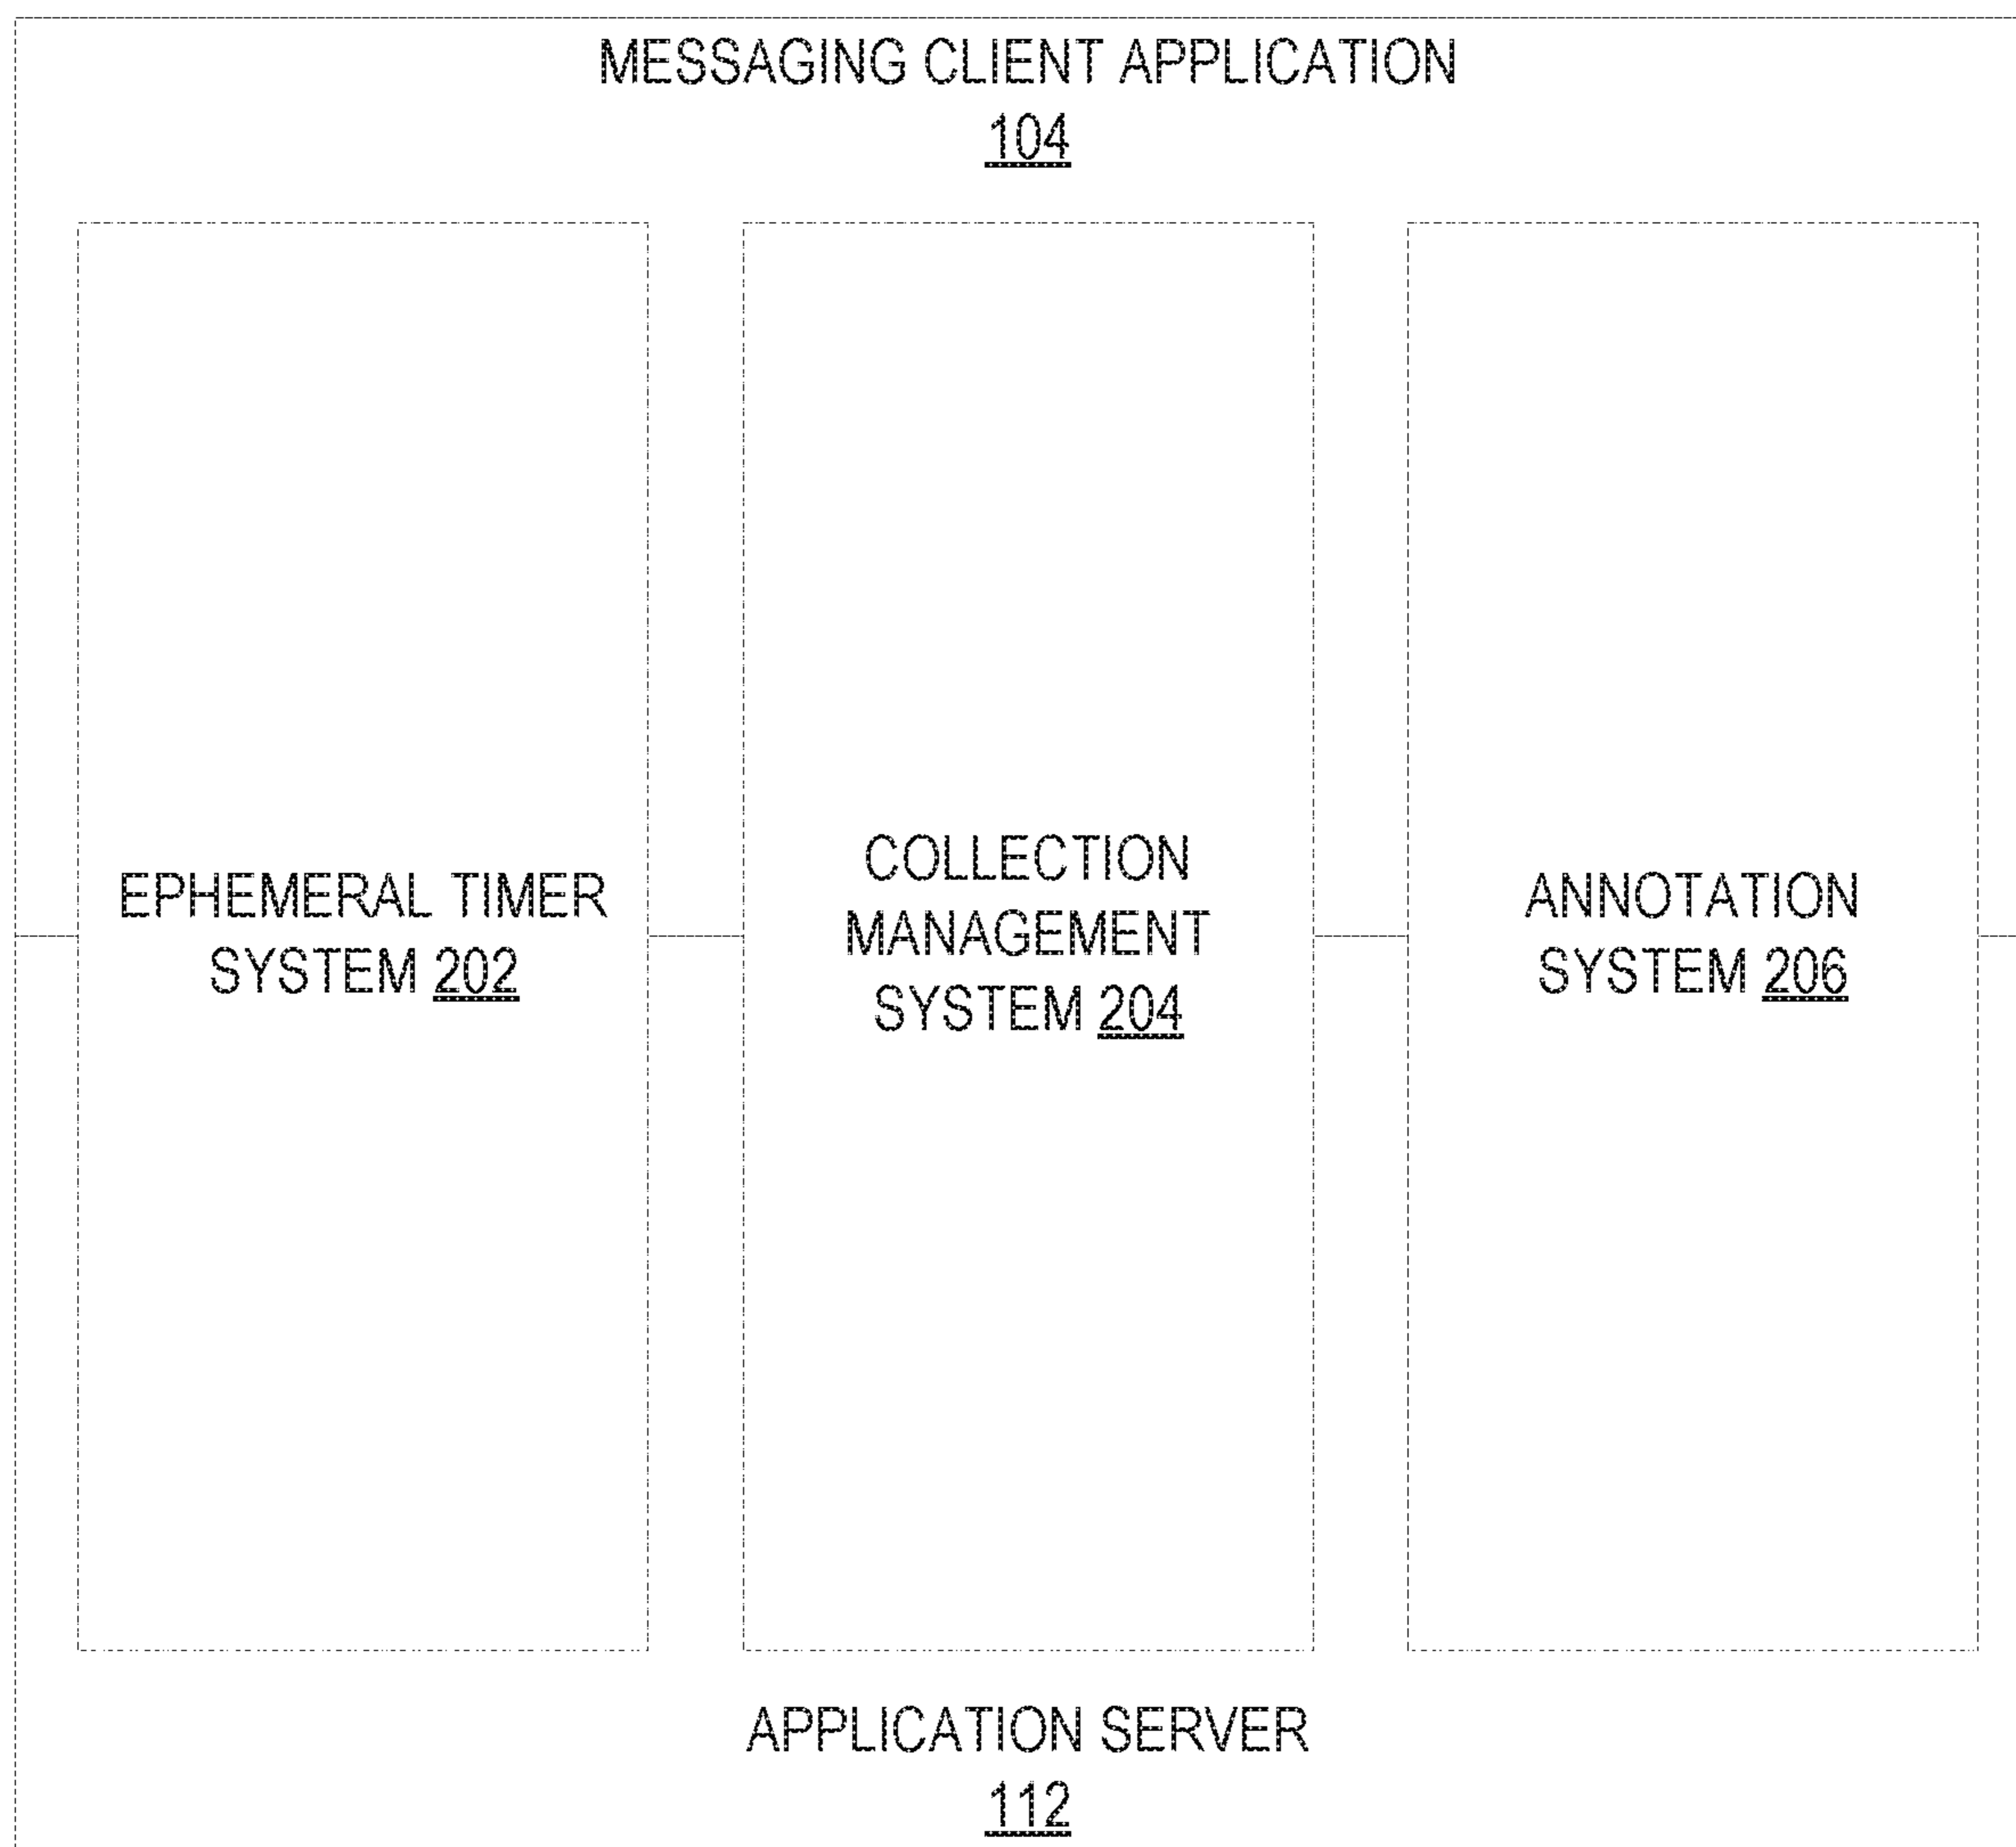 MESSAGING CLIENT APPLICATION
104
EPHEMERAL TIMER
SYSTEM 202
COLLECTION
MANAGEMENT
SYSTEM 204
ANNOTATION
SYSTEM 206
APPLICATION SERVER
112